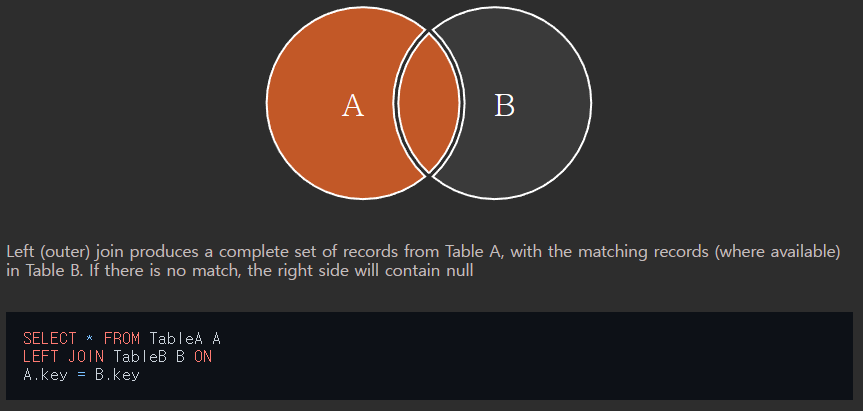 A
B
Left (outer) join produces a complete set of records from Table A, with the matching records (where available)
in Table B. If there is no match, the right side will contain null
SELECT * FROM TableA A
LEFT JOIN TableB B ON
A.key = B.key